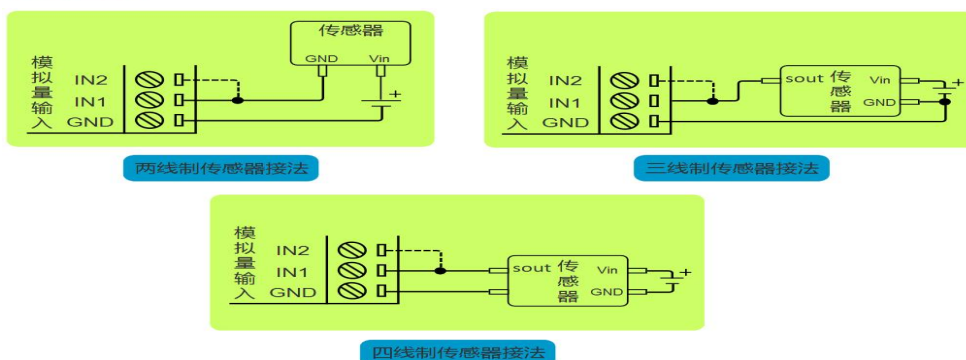 传感器
GND Vin
模拟量输入
IN2
IN1
GND
+
两线制传感器接法
模拟量输入
IN2
IN1
GND
sout
传感器
Vin
GND
+
三线制传感器接法
模拟量输入
IN2
IN1
GND
sout
传感器
Vin
GND
+
四线制传感器接法